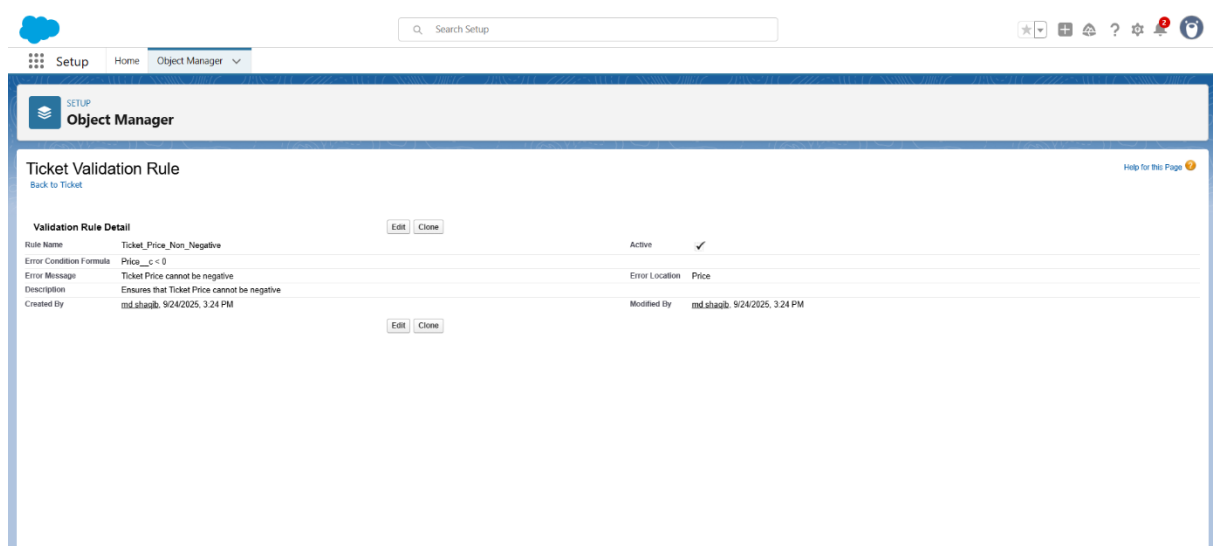 Search Setup
2
Setup Home Object Manager
SETUP
Object Manager
Ticket Validation Rule
Back to Ticket
Help for this Page
Validation Rule Detail Edit Clone
Rule Name Ticket_Price_Non_Negative Active ✓
Error Condition Formula Price__c < 0
Error Message Ticket Price cannot be negative Error Location Price
Description Ensures that Ticket Price cannot be negative
Created By md shaqib, 9/24/2025, 3:24 PM Modified By md shaqib, 9/24/2025, 3:24 PM
Edit Clone